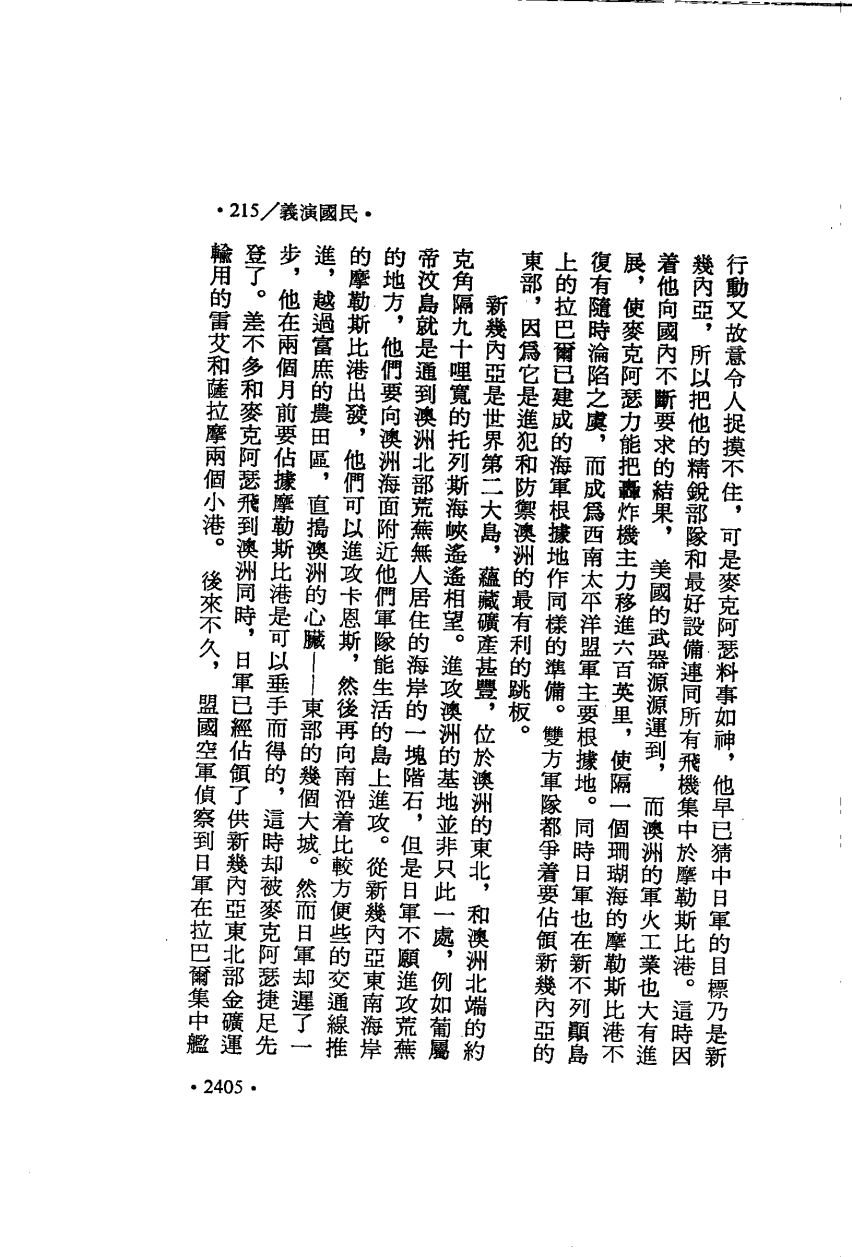 •215／義演國民•
行動又故意令人捉摸不住，可是麥克阿瑟料事如神，他早已猜中日軍的目標乃是新
幾內亞，所以把他的精銳部隊和最好設備連同所有飛機集中於摩勒斯比港。這時因
着他向國內不斷要求的結果，美國的武器源源運到，而澳洲的軍火工業也大有進
展，使麥克阿瑟力能把轟炸機主力移進六百英里，使隔一個珊瑚海的摩勒斯比港不
復有隨時淪陷之虞，而成爲西南太平洋盟軍主要根據地。同時日軍也在新不列顛島
上的拉巴爾已建成的海軍根據地作同樣的準備。雙方軍隊都爭着要佔領新幾內亞的
東部，因爲它是進犯和防禦澳洲的最有利的跳板。
新幾內亞是世界第二大島，蘊藏礦產甚豐，位於澳洲的東北，和澳洲北端的約
克角隔九十哩寬的托列斯海峽遙遙相望。進攻澳洲的基地並非只此一處，例如葡屬
帝汶島就是通到澳洲北部荒蕪無人居住的海岸的一塊階石，但是日軍不願進攻荒蕪
的地方，他們要向澳洲海面附近他們軍隊能生活的島上進攻。從新幾內亞東南海岸
的摩勒斯比港出發，他們可以進攻卡恩斯，然後再向南沿着比較方便些的交通線推
進，越過富庶的農田區，直搗澳洲的心臟——東部的幾個大城。然而日軍却遲了一
步，他在兩個月前要佔據摩勒斯比港是可以垂手而得的，這時却被麥克阿瑟捷足先
登了。差不多和麥克阿瑟飛到澳洲同時，日軍已經佔領了供新幾內亞東北部金礦運
輸用的雷艾和薩拉摩兩個小港。後來不久，盟國空軍偵察到日軍在拉巴爾集中艦
•2405•